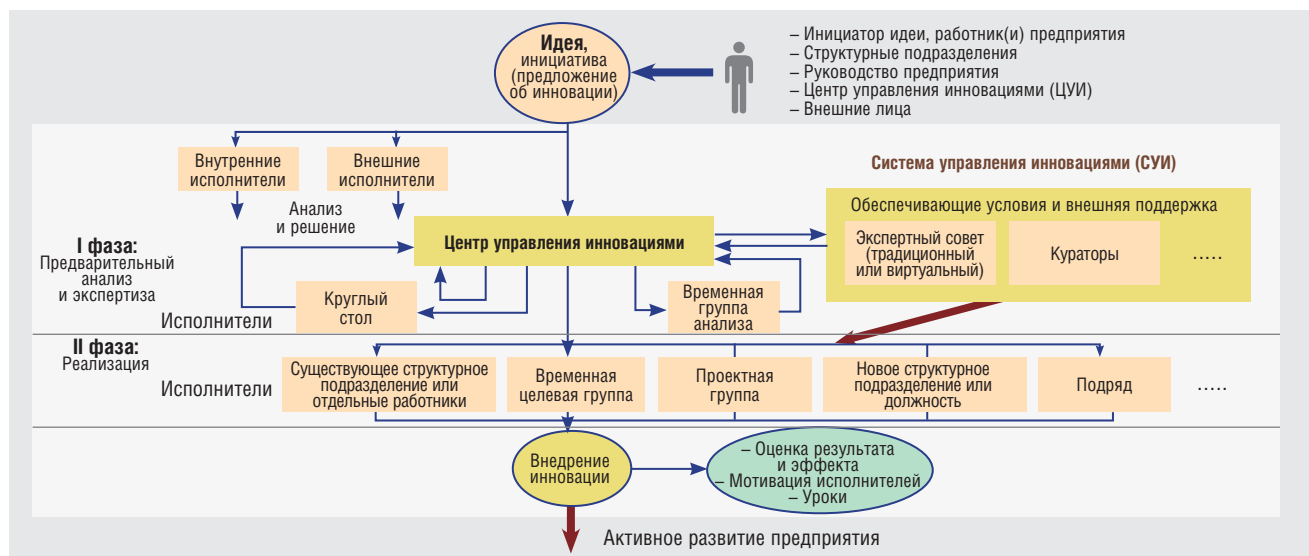 Идея,
инициатива
(предложение
об инновации)
– Инициатор идеи, работник(и) предприятия
– Структурные подразделения
– Руководство предприятия
– Центр управления инновациями (ЦУИ)
– Внешние лица
Внутренние
исполнители
Внешние
исполнители
Анализ
и решение
Система управления инновациями (СУИ)
Обеспечивающие условия и внешняя поддержка
Экспертный совет
(традиционный
или виртуальный)
Кураторы
.....
I фаза:
Предварительный
анализ
и экспертиза
Центр управления инновациями
Круглый
стол
Временная
группа
анализа
Исполнители
II фаза:
Реализация
Исполнители
Существующее структурное
подразделение или
отдельные работники
Временная
целевая группа
Проектная
группа
Новое структурное
подразделение или
должность
Подряд
.....
Внедрение
инновации
– Оценка результата
и эффекта
– Мотивация исполнителей
– Уроки
Активное развитие предприятия